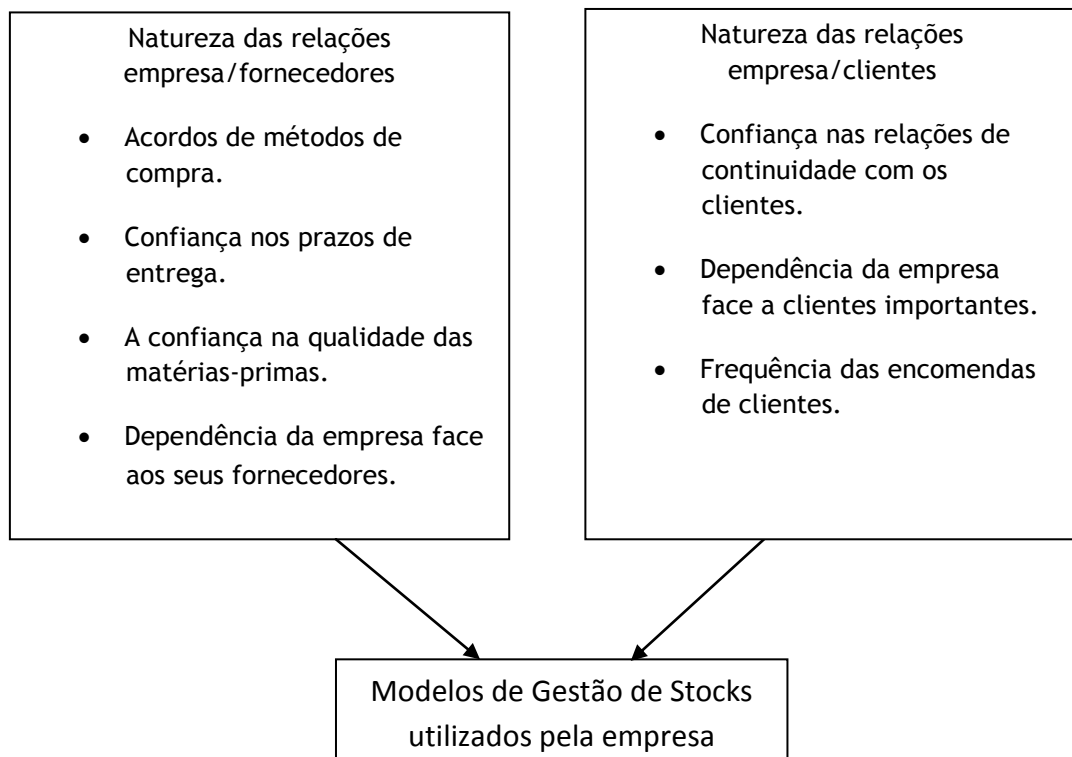 Natureza das relações
empresa/fornecedores
• Acordos de métodos de
compra.
• Confiança nos prazos de
entrega.
• A confiança na qualidade das
matérias-primas.
• Dependência da empresa face
aos seus fornecedores.
Natureza das relações
empresa/clientes
• Confiança nas relações de
continuidade com os
clientes.
• Dependência da empresa
face a clientes importantes.
• Frequência das encomendas
de clientes.
Modelos de Gestão de Stocks
utilizados pela empresa